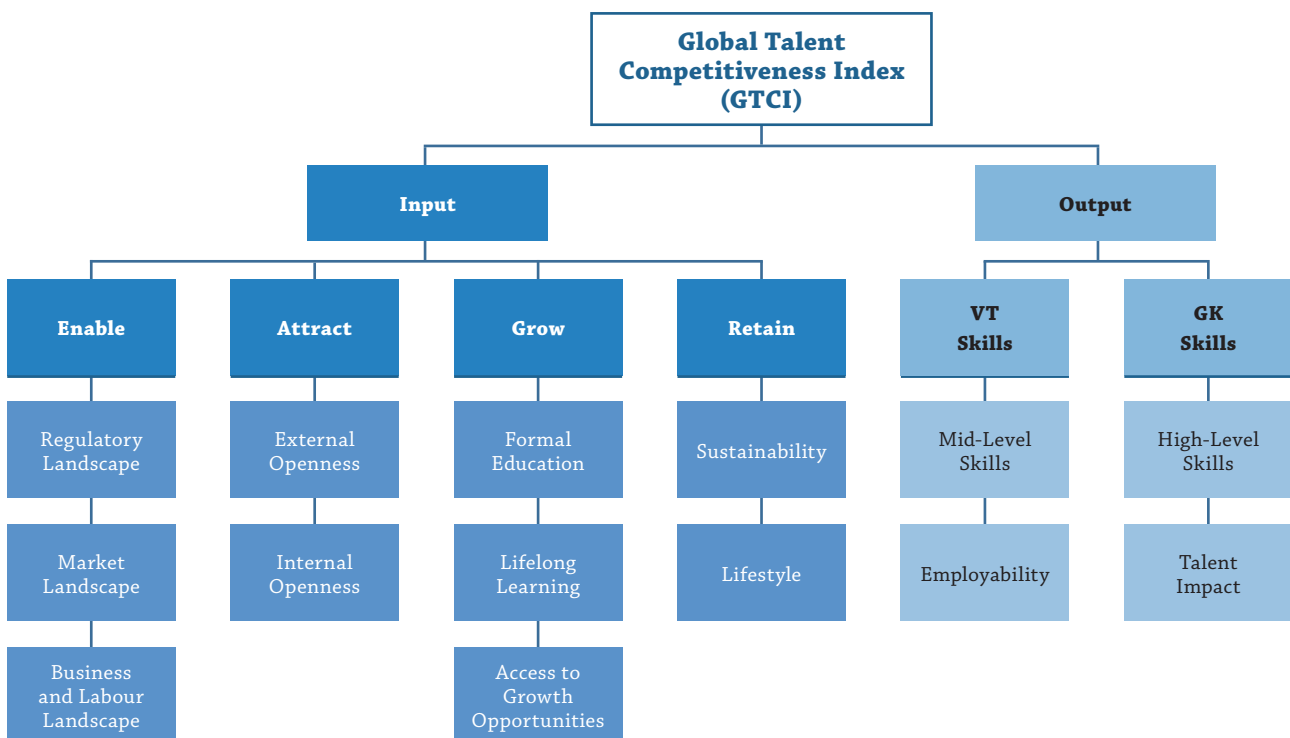 Global Talent
Competitiveness Index
(GTCI)
Input
Output
Enable
Attract
Grow
Retain
VT
Skills
GK
Skills
Regulatory
Landscape
External
Openness
Formal
Education
Sustainability
Mid-Level
Skills
High-Level
Skills
Market
Landscape
Internal
Openness
Lifelong
Learning
Lifestyle
Employability
Talent
Impact
Business
and Labour
Landscape
Access to
Growth
Opportunities